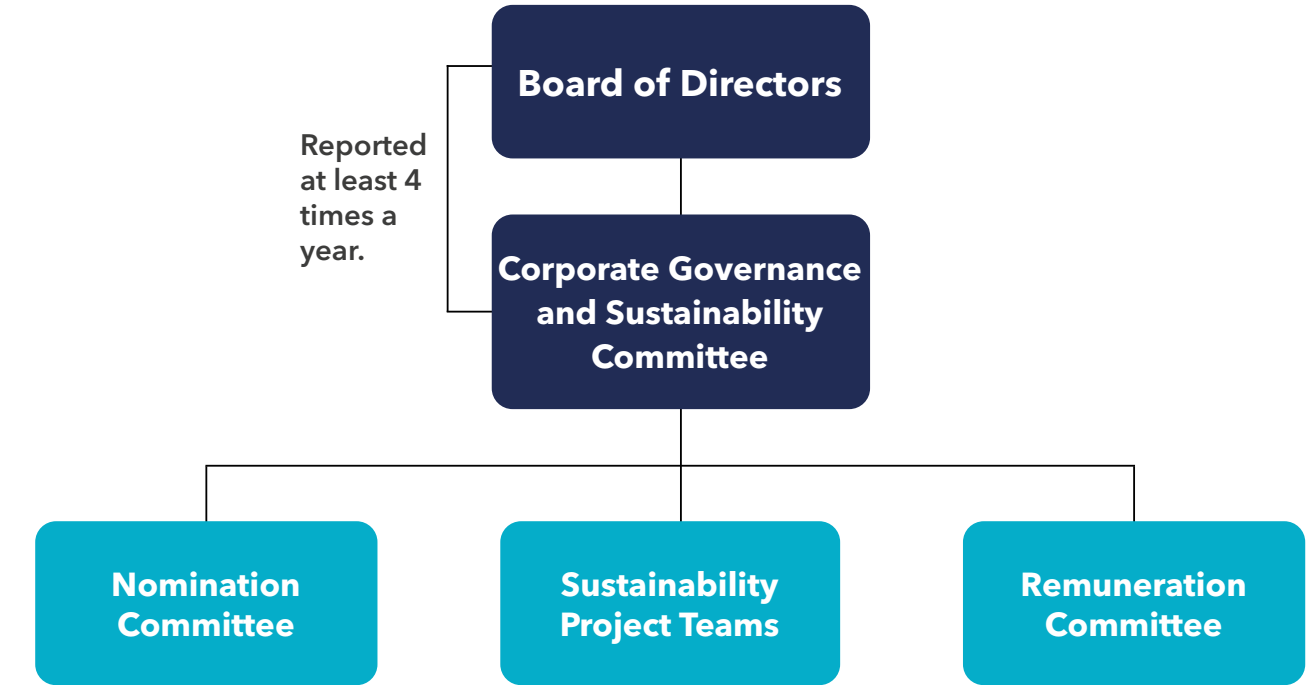 Board of Directors
Reported
at least 4
times a
year.
Corporate Governance
and Sustainability
Committee
Nomination
Committee
Sustainability
Project Teams
Remuneration
Committee